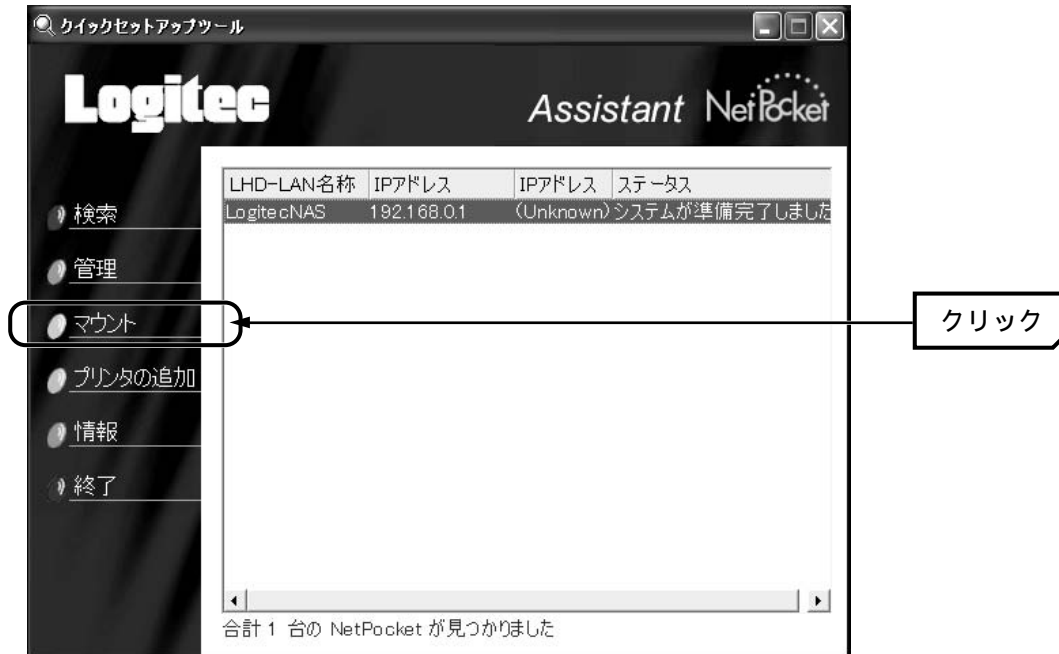 クイックセットアップツール
Logitec
Assistant NetPocket
LHD-LAN名称 IPアドレス IPアドレス ステータス
LogitecNAS 192.168.0.1 (Unknown) システムが準備完了しました
検索
管理
マウント
クリック
プリンタの追加
情報
終了
合計 1 台の NetPocket が見つかりました